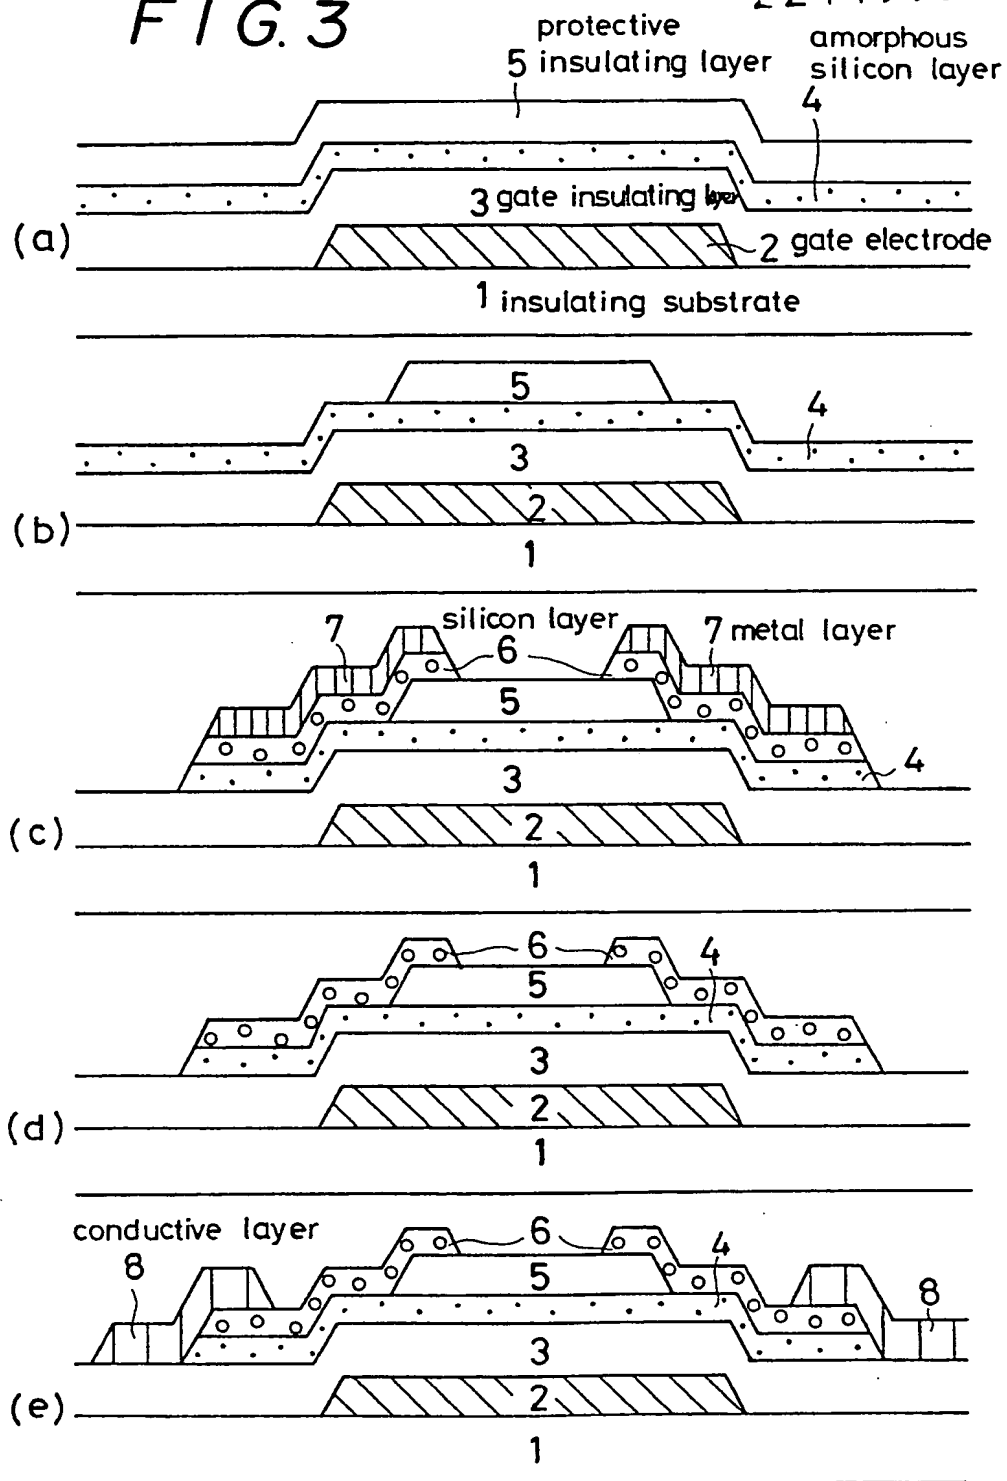 FIG. 3
protective
5 insulating layer
amorphous
silicon layer
4
3 gate insulating layer
(a)
2 gate electrode
1 insulating substrate
5
4
3
2
(b)
1
7
silicon layer
6
7 metal layer
5
4
3
(c)
2
1
6
4
5
3
(d)
2
1
conductive layer
8
6
4
5
8
3
(e)
2
1